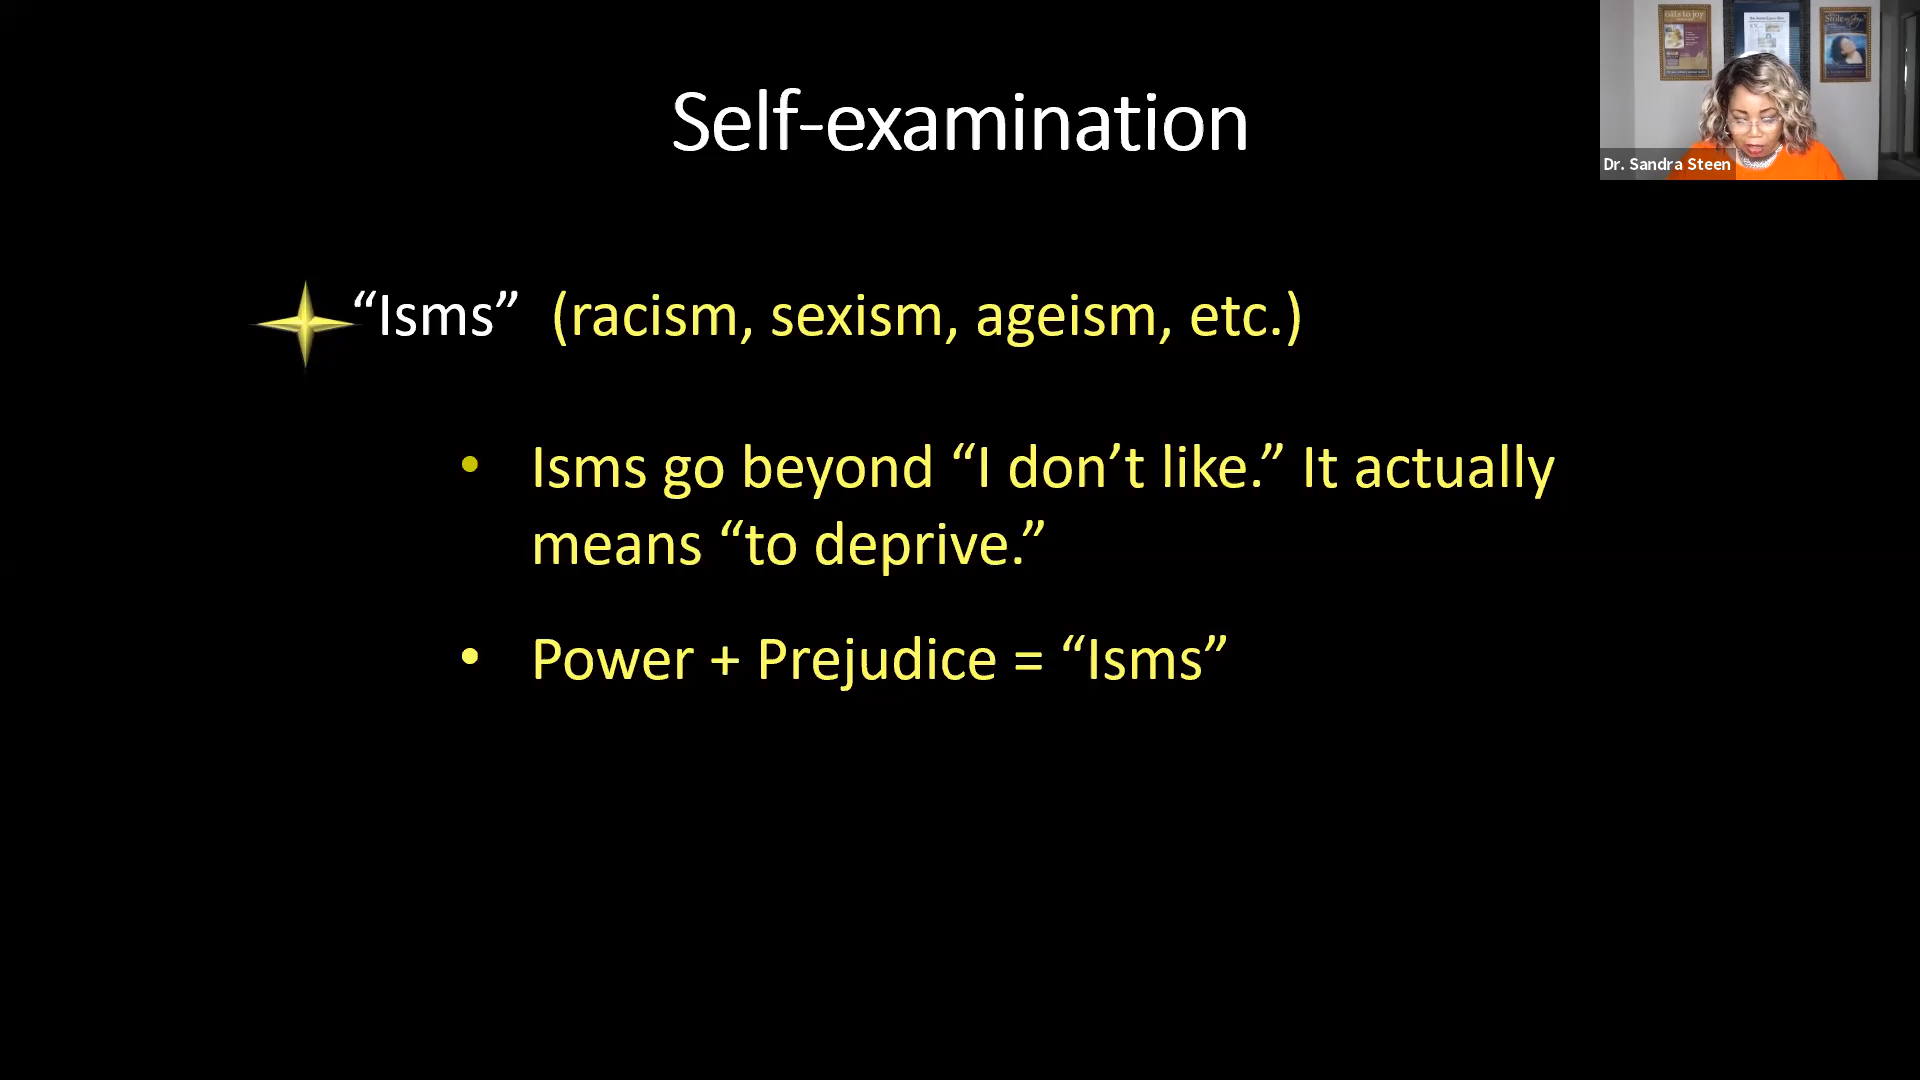 Self-examination
“Isms” (racism, sexism, ageism, etc.)
• Isms go beyond “I don’t like.” It actually
means “to deprive.”
• Power + Prejudice = “Isms”
Dr. Sandra Steen